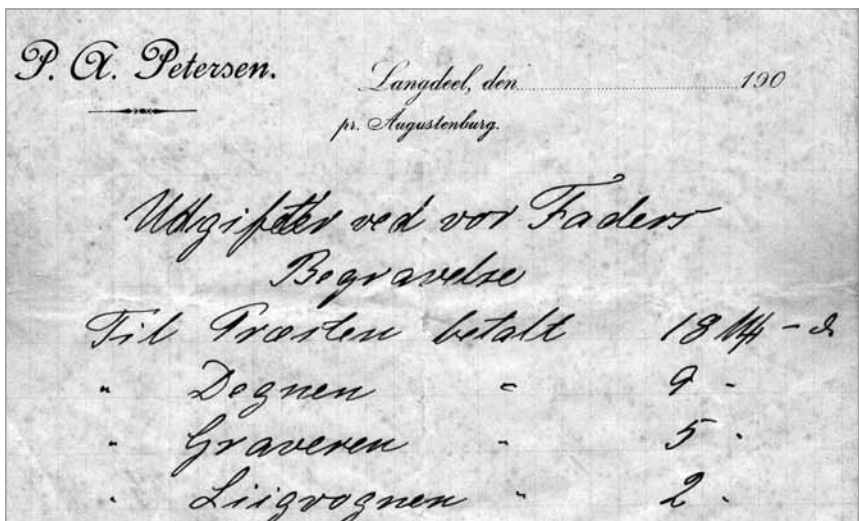 P. A. Petersen.
Langdeel, den 190
pr. Augustenburg.
Udgifter ved vor Faders
Begravelse
Til Præsten betalt 18 M - ₰
" Degnen " 9 -
" Graveren " 5 -
" Liigvognen " 2 -